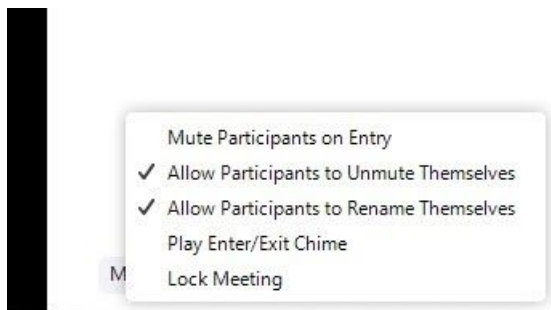 Mute Participants on Entry
✓ Allow Participants to Unmute Themselves
✓ Allow Participants to Rename Themselves
Play Enter/Exit Chime
M
Lock Meeting